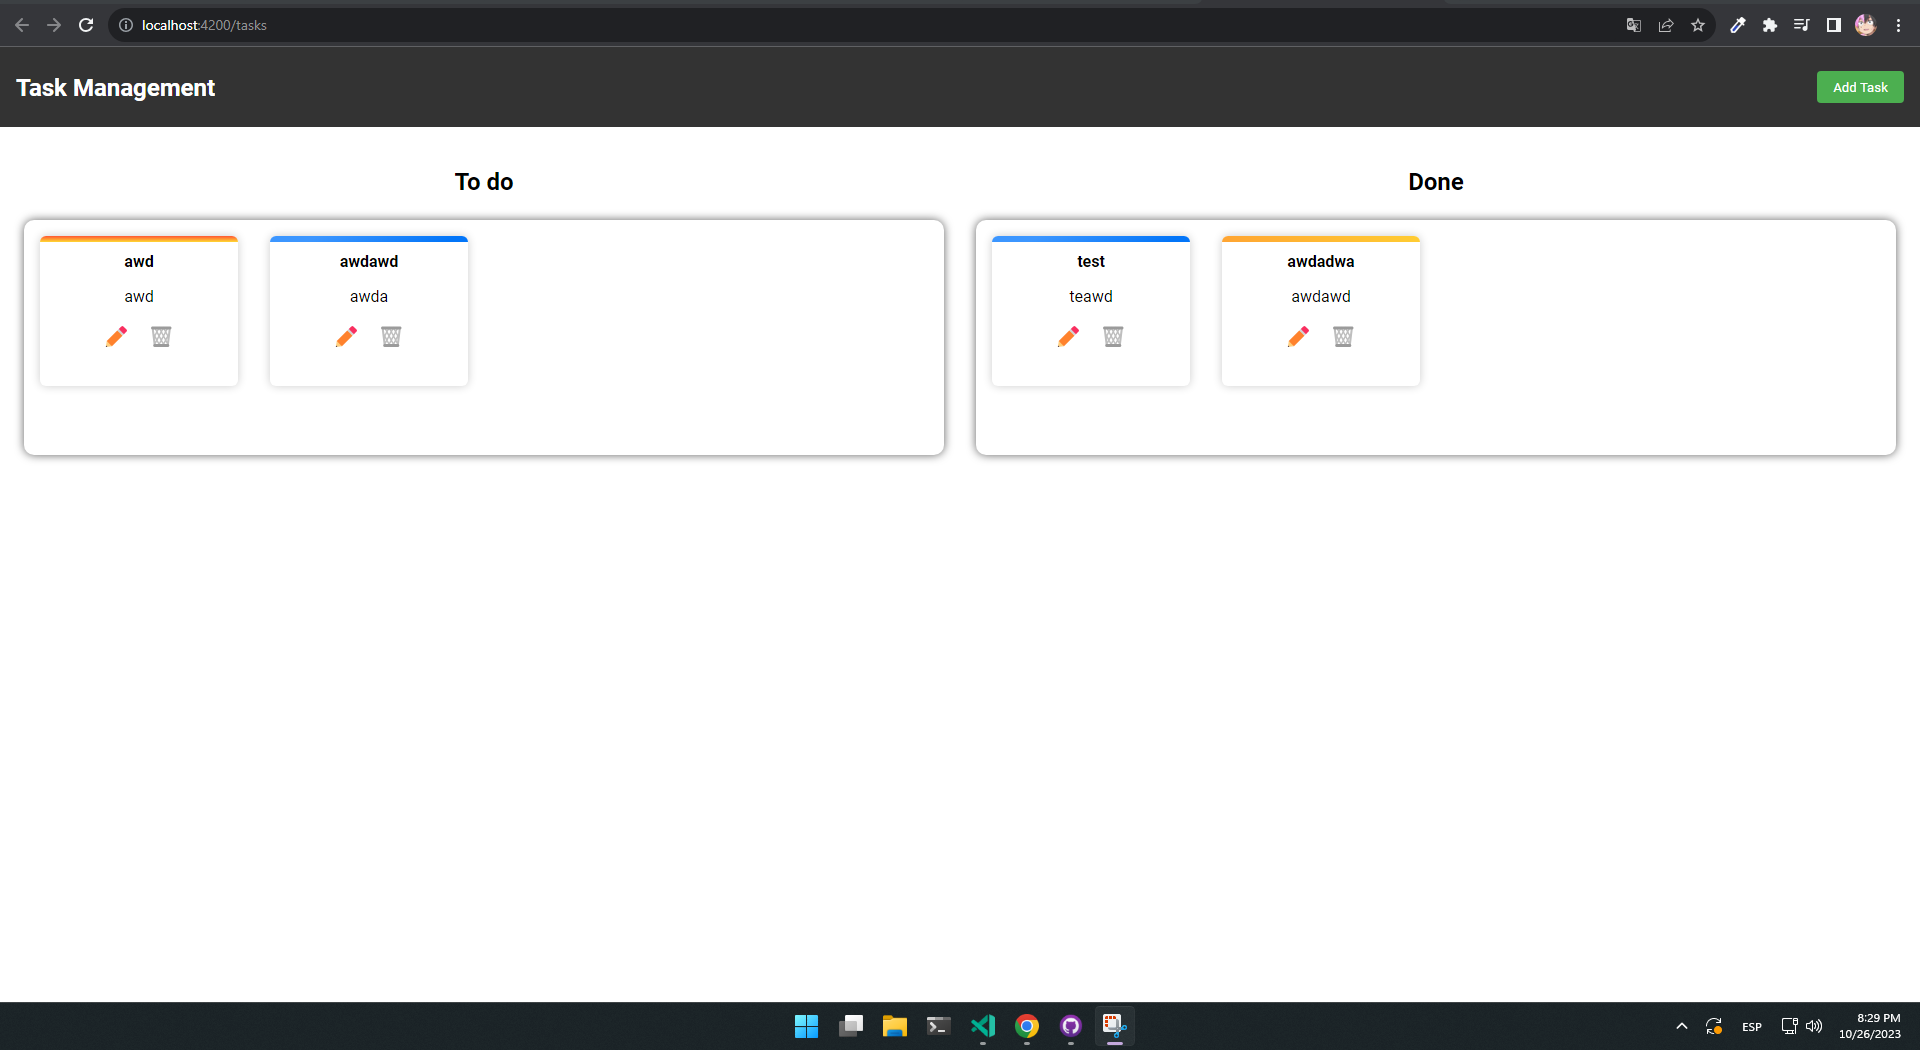 localhost:4200/tasks
Task Management
Add Task
To do
Done
awd
awd
awdawd
awda
test
teawd
awdadwa
awdawd
ESP
8:29 PM
10/26/2023